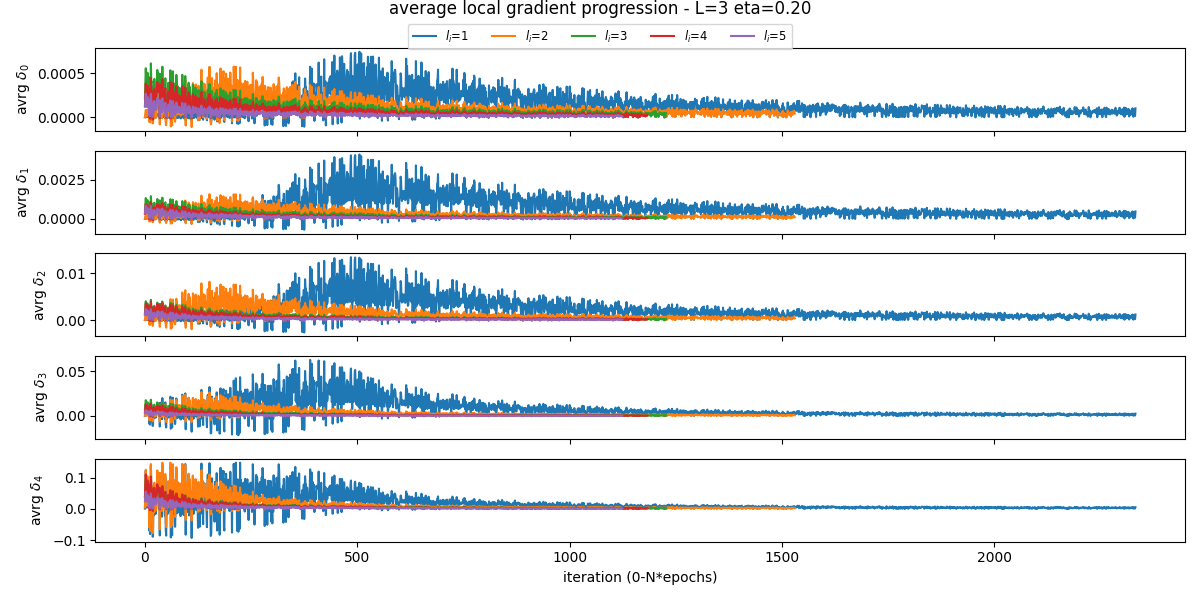 average local gradient progression - L=3 eta=0.20
l_i=1 l_i=2 l_i=3 l_i=4 l_i=5
avrg δ_0
0.0005
0.0000
avrg δ_1
0.0025
0.0000
avrg δ_2
0.01
0.00
avrg δ_3
0.05
0.00
avrg δ_4
0.1
0.0
−0.1
0 500 1000 1500 2000
iteration (0-N*epochs)